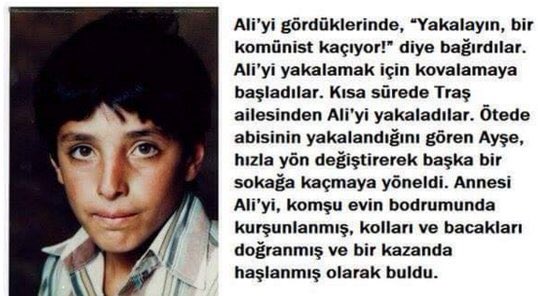 Ali'yi gördüklerinde, “Yakalayın, bir
komünist kaçıyor!” diye bağırdılar.
Ali'yi yakalamak için kovalamaya
başladılar. Kısa sürede Traş
ailesinden Ali'yi yakaladılar. Ötede
abisinin yakalandığını gören Ayşe,
hızla yön değiştirerek başka bir
sokağa kaçmaya yöneldi. Annesi
Ali'yi, komşu evin bodrumunda
kurşunlanmış, kolları ve bacakları
doğranmış ve bir kazanda
haşlanmış olarak buldu.